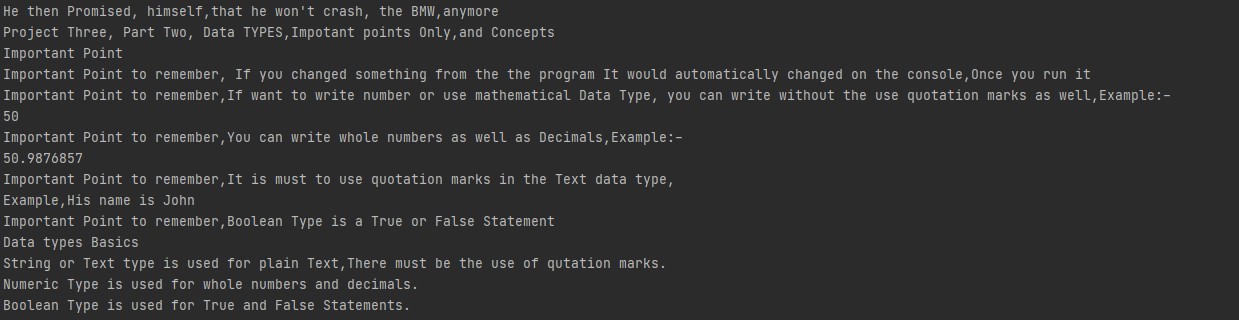 He then Promised, himself,that he won't crash, the BMW,anymore
Project Three, Part Two, Data TYPES,Impotant points Only,and Concepts
Important Point
Important Point to remember, If you changed something from the the program It would automatically changed on the console,Once you run it
Important Point to remember,If want to write number or use mathematical Data Type, you can write without the use quotation marks as well,Example:-
50
Important Point to remember,You can write whole numbers as well as Decimals,Example:-
50.9876857
Important Point to remember,It is must to use quotation marks in the Text data type,
Example,His name is John
Important Point to remember,Boolean Type is a True or False Statement
Data types Basics
String or Text type is used for plain Text,There must be the use of qutation marks.
Numeric Type is used for whole numbers and decimals.
Boolean Type is used for True and False Statements.